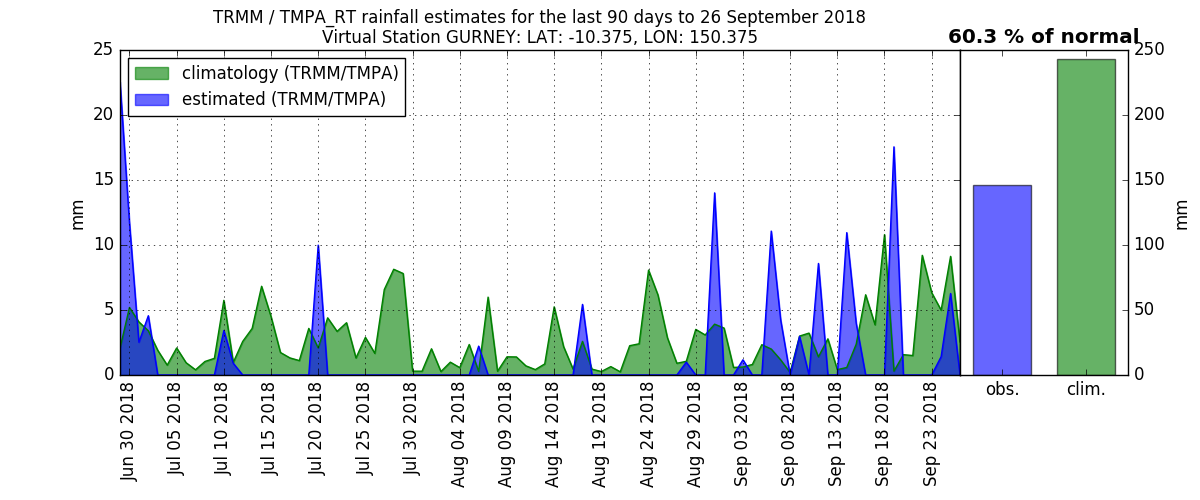 TRMM / TMPA_RT rainfall estimates for the last 90 days to 26 September 2018
Virtual Station GURNEY: LAT: -10.375, LON: 150.375
60.3 % of normal
climatology (TRMM/TMPA)
estimated (TRMM/TMPA)
25
20
15
10
5
0
mm
250
200
150
100
50
0
mm
Jun 30 2018
Jul 05 2018
Jul 10 2018
Jul 15 2018
Jul 20 2018
Jul 25 2018
Jul 30 2018
Aug 04 2018
Aug 09 2018
Aug 14 2018
Aug 19 2018
Aug 24 2018
Aug 29 2018
Sep 03 2018
Sep 08 2018
Sep 13 2018
Sep 18 2018
Sep 23 2018
obs.
clim.